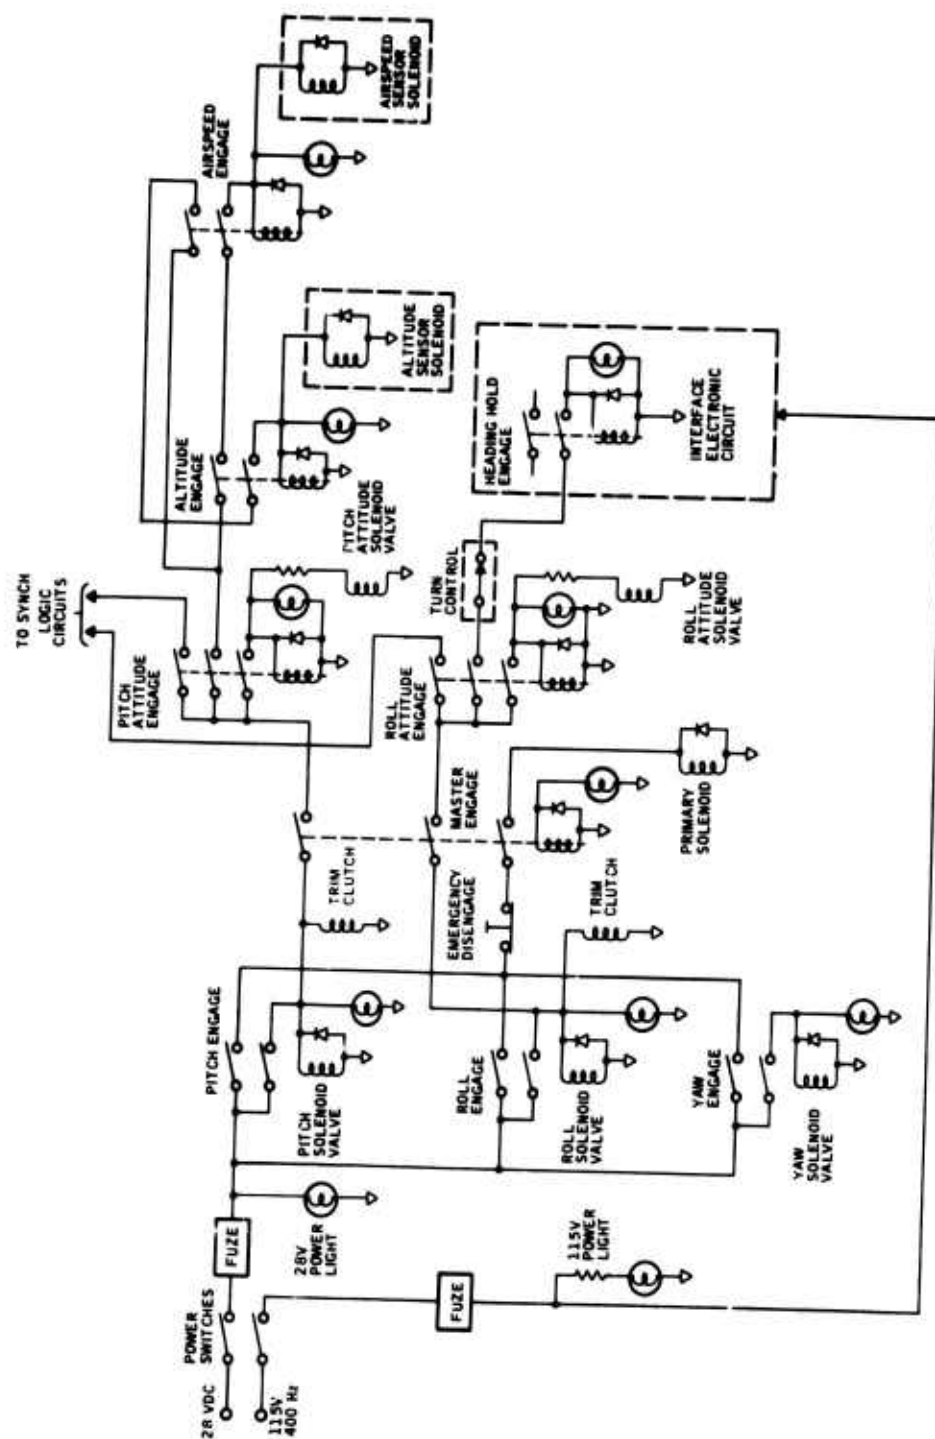 28 VDC
115V
400 Hz
POWER
SWITCHES
FUZE
FUZE
28V
POWER
LIGHT
115V
POWER
LIGHT
PITCH ENGAGE
PITCH
SOLENOID
VALVE
ROLL
ENGAGE
ROLL
SOLENOID
VALVE
YAW
ENGAGE
YAW
SOLENOID
VALVE
TRIM
CLUTCH
EMERGENCY
DISENGAGE
TRIM
CLUTCH
MASTER
ENGAGE
PRIMARY
SOLENOID
TO SYNCH
LOGIC
CIRCUITS
PITCH
ATTITUDE
ENGAGE
ROLL
ATTITUDE
ENGAGE
PITCH
ATTITUDE
SOLENOID
VALVE
TURN
CONTROL
ROLL
ATTITUDE
SOLENOID
VALVE
ALTITUDE
ENGAGE
ALTITUDE
SENSOR
SOLENOID
HEADING HOLD
ENGAGE
INTERFACE
ELECTRONIC
CIRCUIT
AIRSPEED
ENGAGE
AIRSPEED
SENSOR
SOLENOID